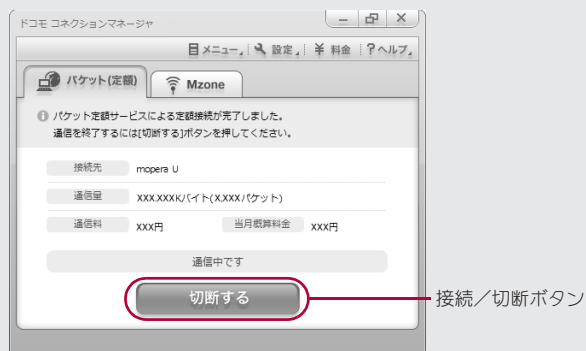 ドコモ コネクションマネージャ
メニュー 設定 ¥ 料金 ? ヘルプ
パケット(定額) Mzone
パケット定額サービスによる定額接続が完了しました。
通信を終了するには[切断する]ボタンを押してください。
接続先 mopera U
通信量 XXX.XXXKバイト(X,XXXパケット)
通信料 XXX円 当月概算料金 XXX円
通信中です
切断する
接続／切断ボタン